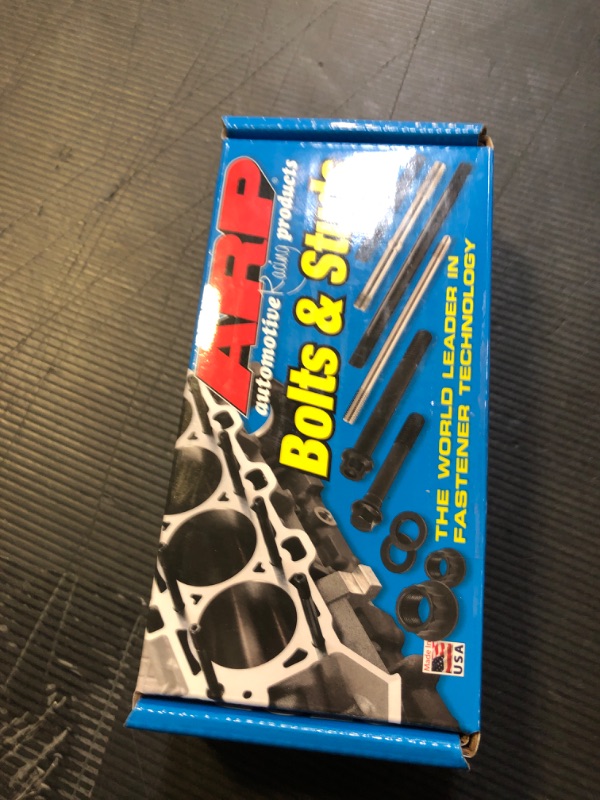 ARP
automotive Racing products
Bolts & Studs
THE WORLD LEADER IN
FASTENER TECHNOLOGY
Made In
USA